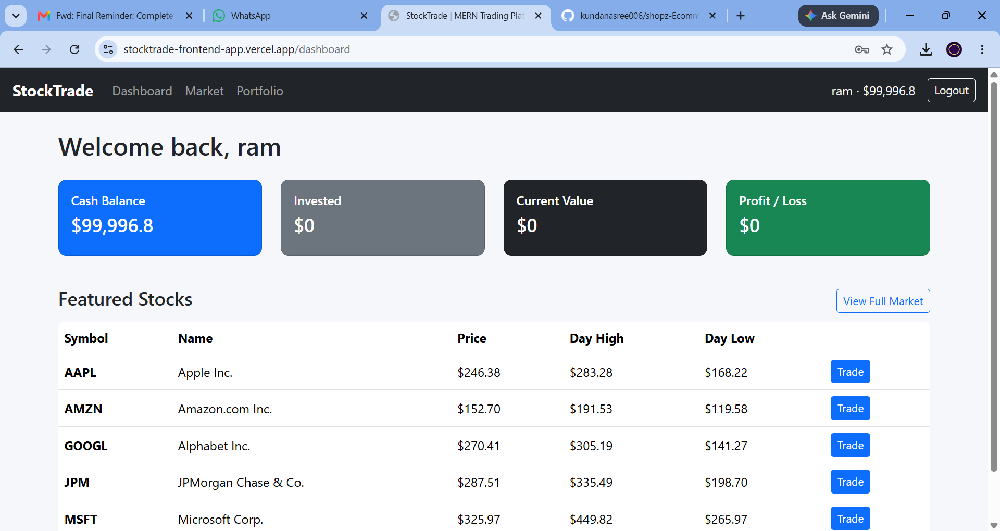 Fwd: Final Reminder: Complete
WhatsApp
StockTrade | MERN Trading Plat
kundanasree006/shopz-Ecomm
Ask Gemini
stocktrade-frontend-app.vercel.app/dashboard
StockTrade Dashboard Market Portfolio ram · $99,996.8 Logout
Welcome back, ram
Cash Balance
$99,996.8
Invested
$0
Current Value
$0
Profit / Loss
$0
Featured Stocks View Full Market
Symbol Name Price Day High Day Low
AAPL Apple Inc. $246.38 $283.28 $168.22 Trade
AMZN Amazon.com Inc. $152.70 $191.53 $119.58 Trade
GOOGL Alphabet Inc. $270.41 $305.19 $141.27 Trade
JPM JPMorgan Chase & Co. $287.51 $335.49 $198.70 Trade
MSFT Microsoft Corp. $325.97 $449.82 $265.97 Trade